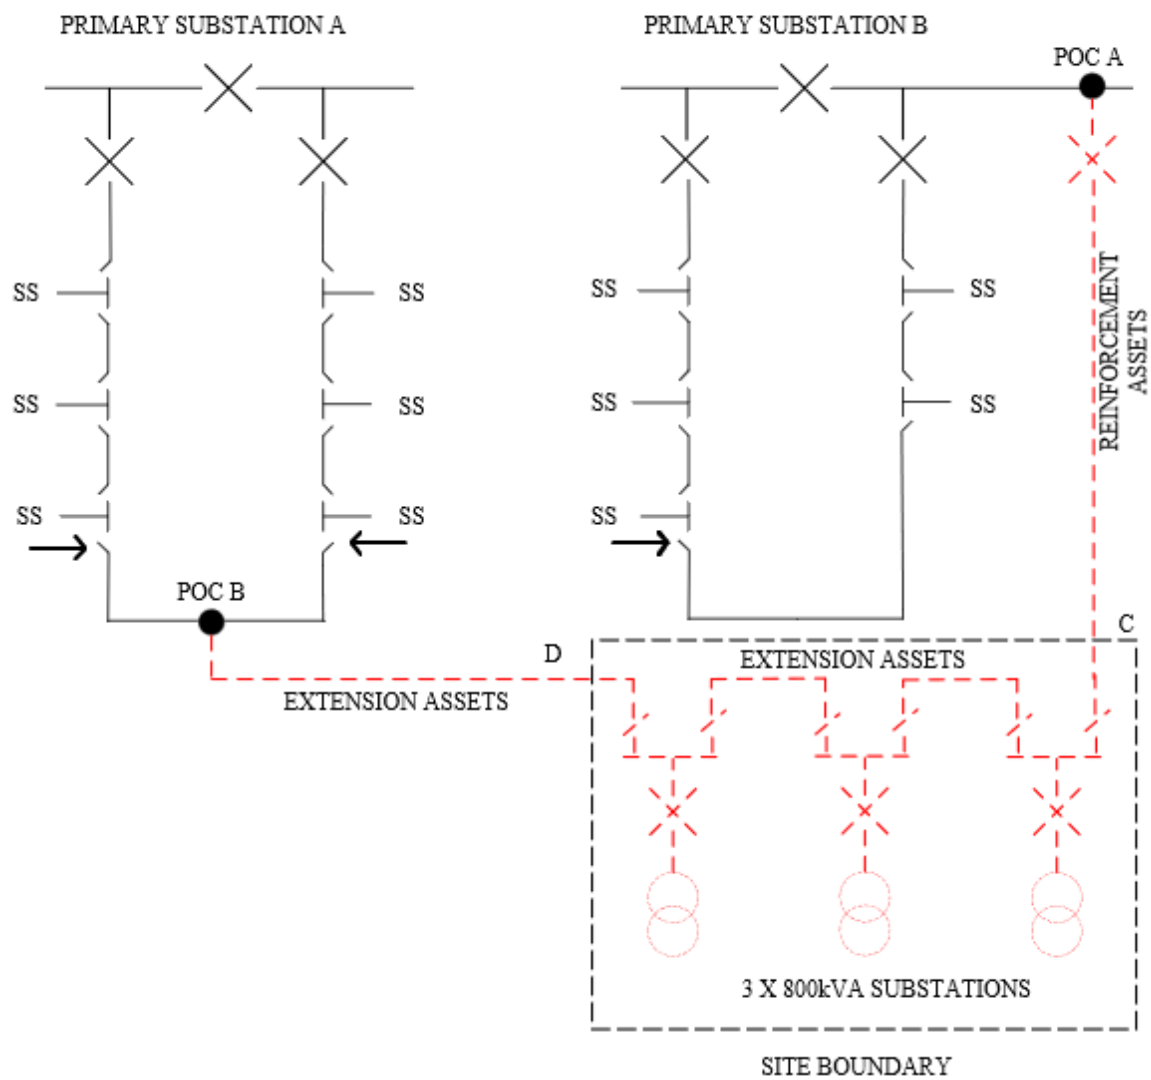 PRIMARY SUBSTATION A
PRIMARY SUBSTATION B
POC A
SS
SS
SS
SS
SS
SS
SS
SS
SS
SS
SS
REINFORCEMENT
ASSETS
POC B
C
D
EXTENSION ASSETS
EXTENSION ASSETS
3 X 800kVA SUBSTATIONS
SITE BOUNDARY